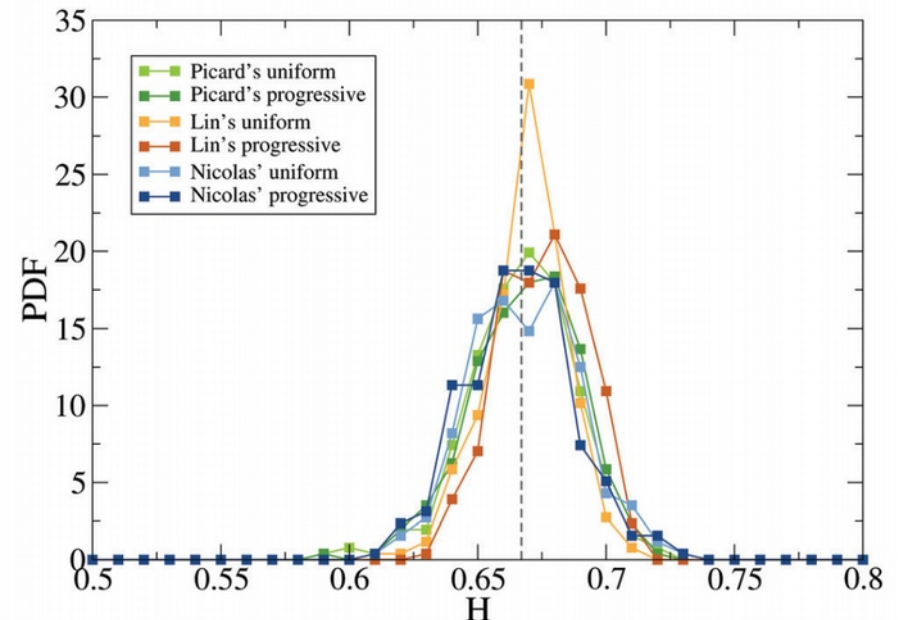 35
30
25
20
15
10
5
0
PDF
Picard's uniform
Picard's progressive
Lin's uniform
Lin's progressive
Nicolas' uniform
Nicolas' progressive
0.5 0.55 0.6 0.65 0.7 0.75 0.8
H